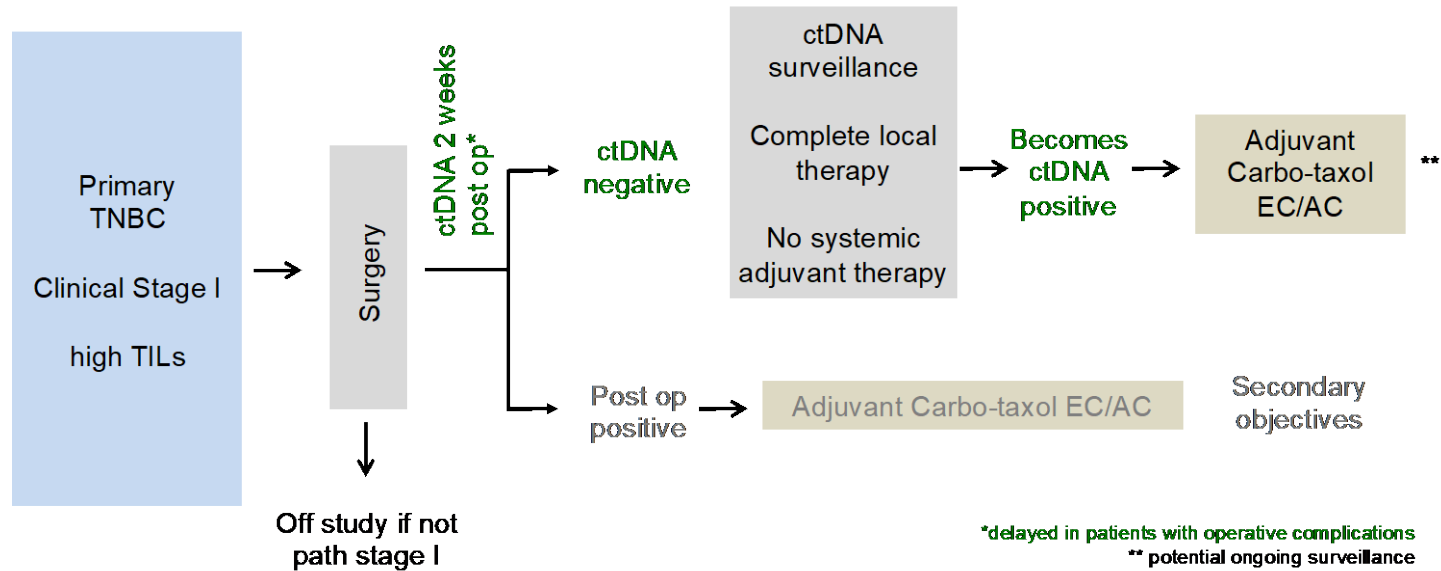 Primary
TNBC
Clinical Stage I
high TILs
Surgery
Off study if not
path stage I
ctDNA 2 weeks
post op*
ctDNA
negative
ctDNA
surveillance
Complete local
therapy
No systemic
adjuvant therapy
Becomes
ctDNA
positive
Adjuvant
Carbo-taxol
EC/AC
**
Post op
positive
Adjuvant Carbo-taxol EC/AC
Secondary
objectives
*delayed in patients with operative complications
** potential ongoing surveillance